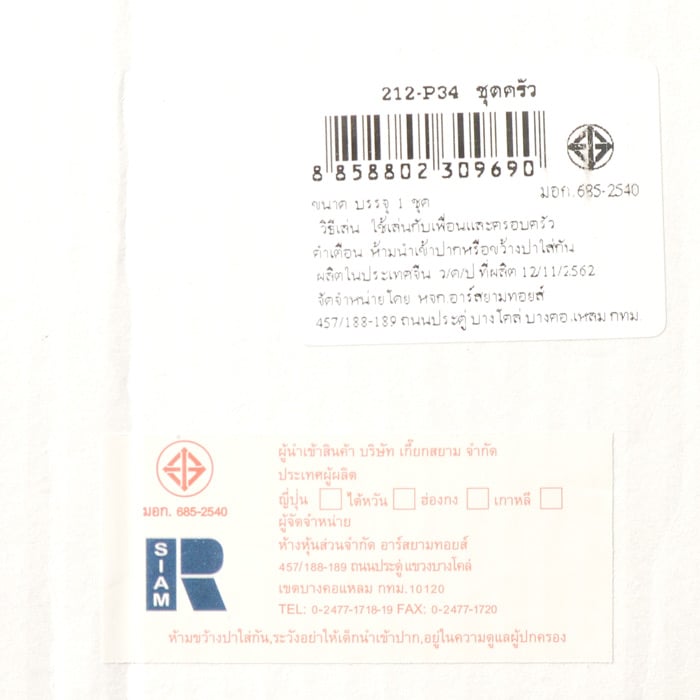 212-P34 ชุดครัว
8 858802 309690
มอก.685-2540
ขนาด บรรจุ 1 ชุด
วิธีเล่น ใช้เล่นกับเพื่อนและครอบครัว
คำเตือน ห้ามนำเข้าปากหรือขว้างปาใส่กัน
ผลิตในประเทศจีน ว/ด/ป ที่ผลิต 12/11/2562
จัดจำหน่ายโดย หจก.อาร์สยามทอยส์
457/188-189 ถนนประดู่ บางโคล่ บางคอ.เหลม กทม.
ผู้นำเข้าสินค้า บริษัท เกี๊ยกสยาม จำกัด
ประเทศผู้ผลิต
ญี่ปุ่น ไต้หวัน ฮ่องกง เกาหลี
ผู้จัดจำหน่าย
มอก. 685-2540
ห้างหุ้นส่วนจำกัด อาร์สยามทอยส์
457/188-189 ถนนประดู่ แขวงบางโคล่
เขตบางคอแหลม กทม.10120
TEL: 0-2477-1718-19 FAX: 0-2477-1720
SIAM R
ห้ามขว้างปาใส่กัน,ระวังอย่าให้เด็กนำเข้าปาก,อยู่ในความดูแลผู้ปกครอง